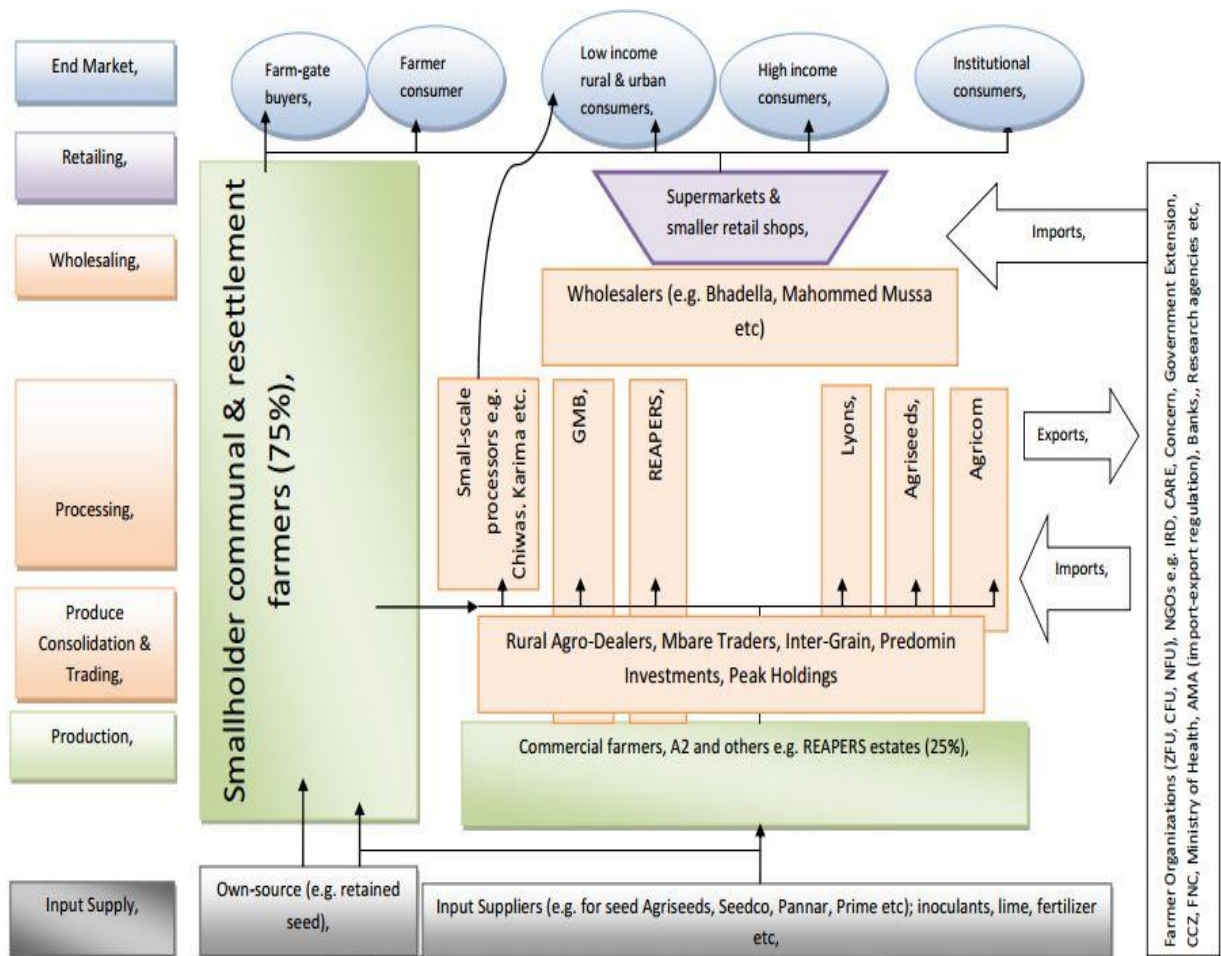 End Market,
Retailing,
Wholesaling,
Processing,
Produce
Consolidation &
Trading,
Production,
Input Supply,
Farm-gate
buyers,
Farmer
consumer
Low income
rural & urban
consumers,
High income
consumers,
Institutional
consumers,
Smallholder communal & resettlement
farmers (75%),
Supermarkets &
smaller retail shops,
Wholesalers (e.g. Bhadella, Mahommed Mussa
etc)
Small-scale
processors e.g.
Chiwas. Karima etc.
GMB,
REAPERS,
Lyons,
Agriseeds,
Agricom
Imports,
Exports,
Imports,
Rural Agro-Dealers, Mbare Traders, Inter-Grain, Predomin
Investments, Peak Holdings
Commercial farmers, A2 and others e.g. REAPERS estates (25%),
Own-source (e.g. retained
seed),
Input Suppliers (e.g. for seed Agriseeds, Seedco, Pannar, Prime etc); inoculants, lime, fertilizer
etc,
Farmer Organizations (ZFU, CFU, NFU), NGOs e.g. IRD, CARE, Concern, Government Extension,
CCZ, FNC, Ministry of Health, AMA (import-export regulation), Banks,, Research agencies etc,